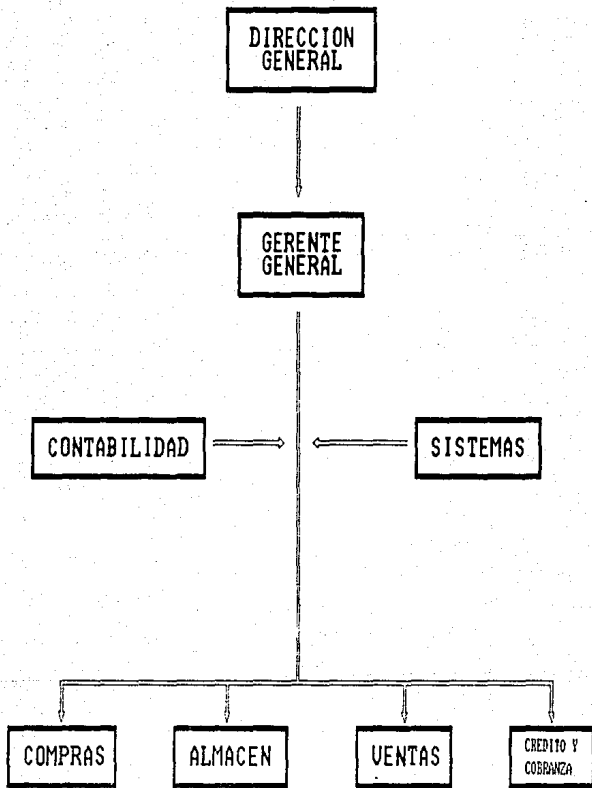 DIRECCION
GENERAL
GERENTE
GENERAL
CONTABILIDAD
SISTEMAS
COMPRAS
ALMACEN
VENTAS
CREDITO Y
COBRANZA